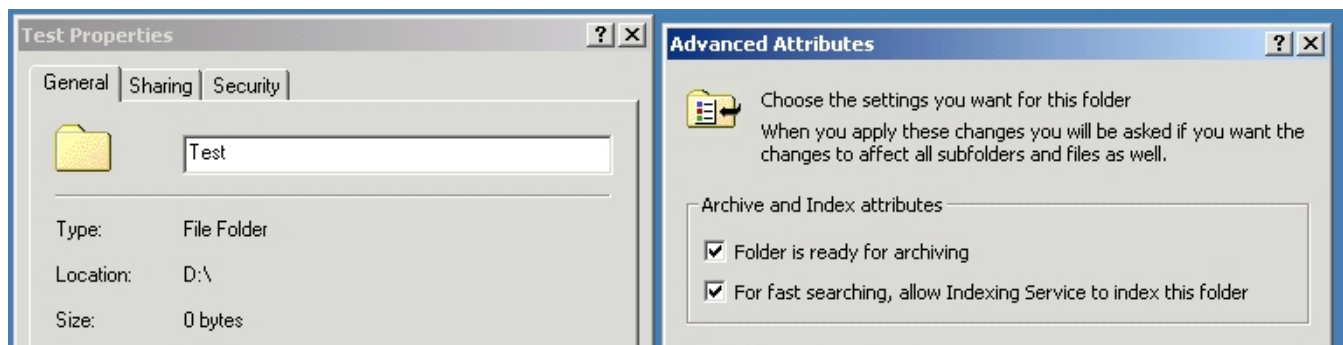 Test Properties
General Sharing Security
Test
Type: File Folder
Location: D:\
Size: 0 bytes
Advanced Attributes
Choose the settings you want for this folder
When you apply these changes you will be asked if you want the
changes to affect all subfolders and files as well.
Archive and Index attributes
Folder is ready for archiving
For fast searching, allow Indexing Service to index this folder